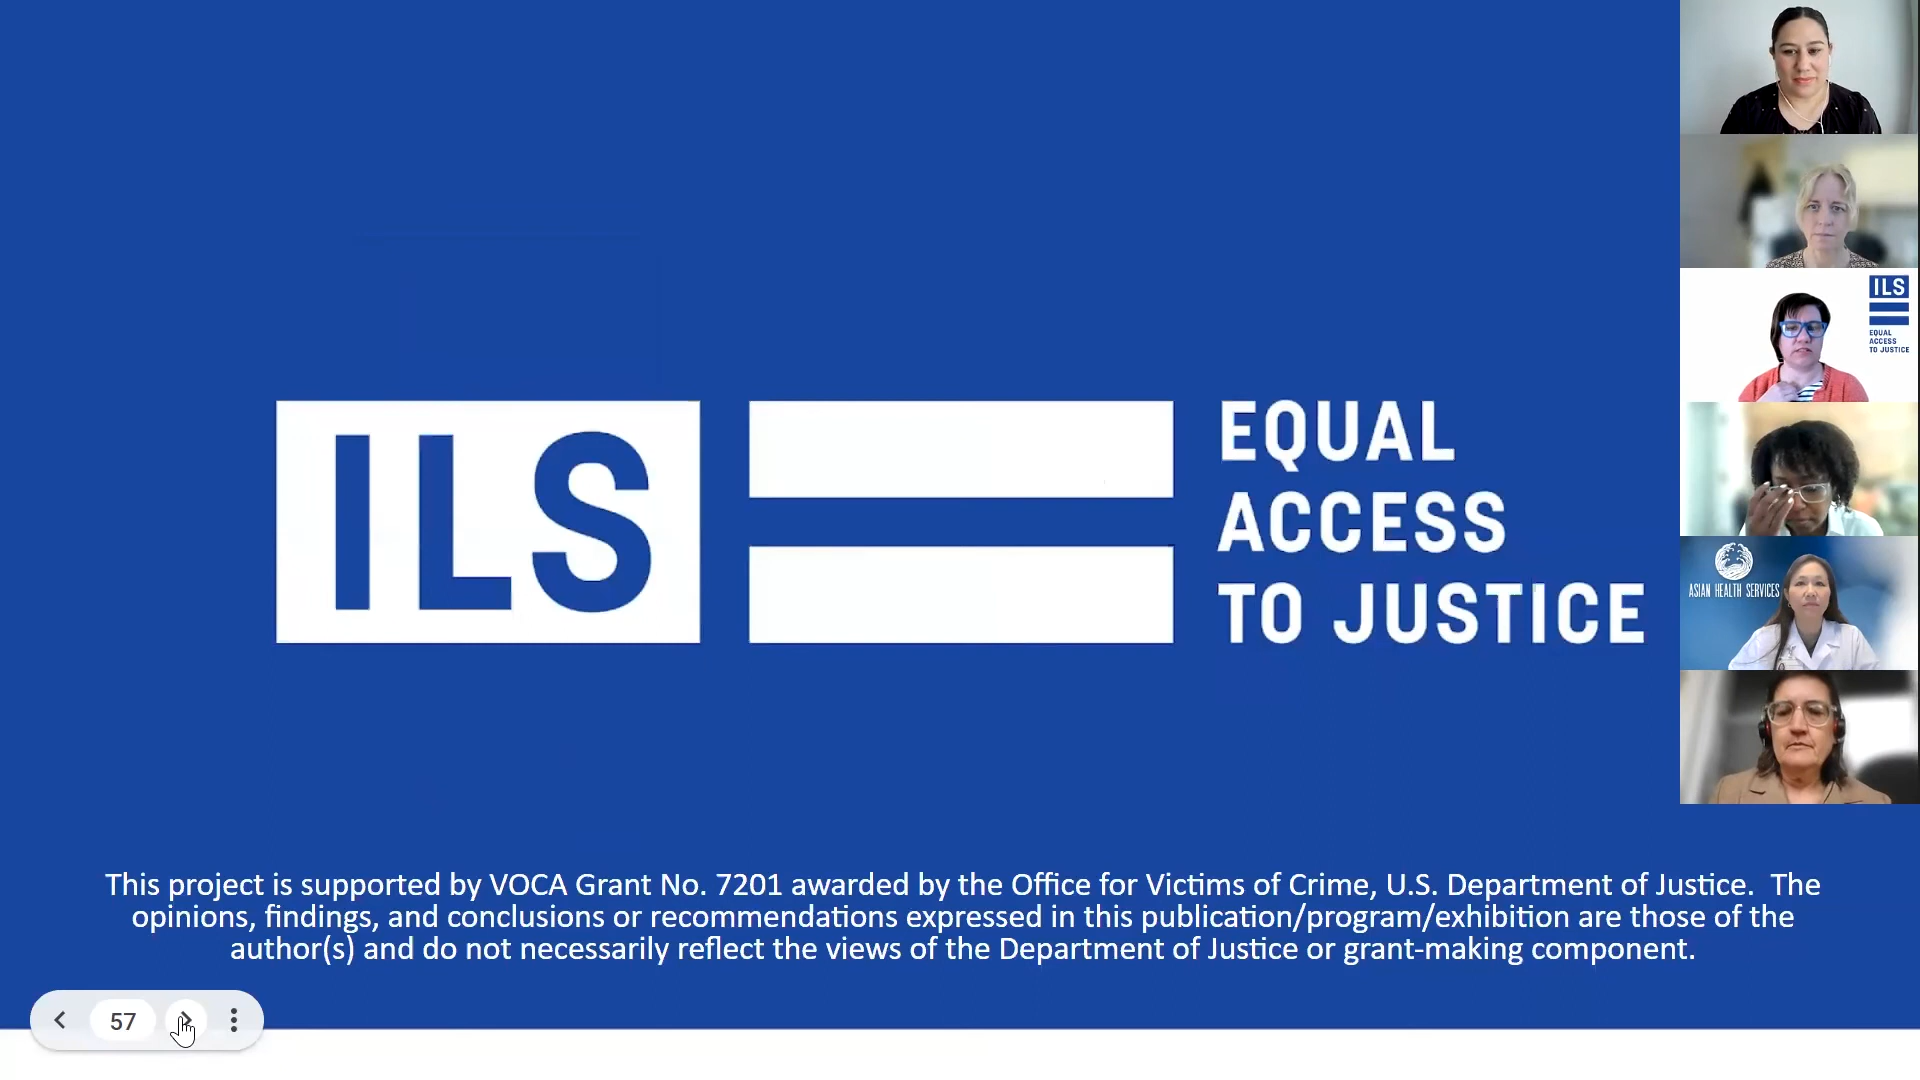 ILS
EQUAL
ACCESS
TO JUSTICE
ILS
EQUAL
ACCESS
TO JUSTICE
ASIAN HEALTH SERVICES
This project is supported by VOCA Grant No. 7201 awarded by the Office for Victims of Crime, U.S. Department of Justice.  The
opinions, findings, and conclusions or recommendations expressed in this publication/program/exhibition are those of the
author(s) and do not necessarily reflect the views of the Department of Justice or grant-making component.
57